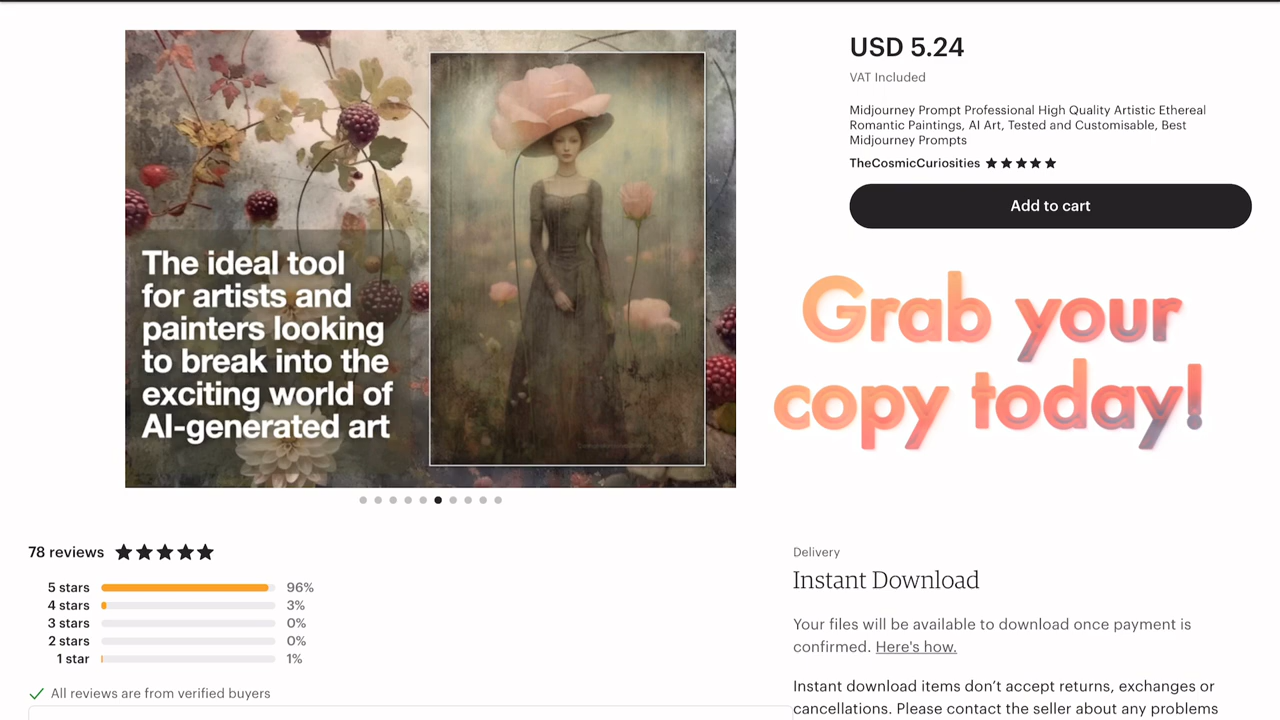 USD 5.24
VAT Included
Midjourney Prompt Professional High Quality Artistic Ethereal
Romantic Paintings, AI Art, Tested and Customisable, Best
Midjourney Prompts
TheCosmicCuriosities
Add to cart
The ideal tool
for artists and
painters looking
to break into the
exciting world of
AI-generated art
Grab your
copy today!
78 reviews
5 stars 96%
4 stars 3%
3 stars 0%
2 stars 0%
1 star 1%
All reviews are from verified buyers
Delivery
Instant Download
Your files will be available to download once payment is
confirmed. Here's how.
Instant download items don’t accept returns, exchanges or
cancellations. Please contact the seller about any problems